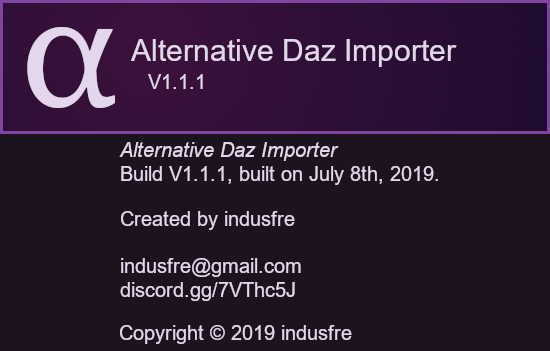 α
Alternative Daz Importer
V1.1.1
Alternative Daz Importer
Build V1.1.1, built on July 8th, 2019.
Created by indusfre
indusfre@gmail.com
discord.gg/7VThc5J
Copyright © 2019 indusfre